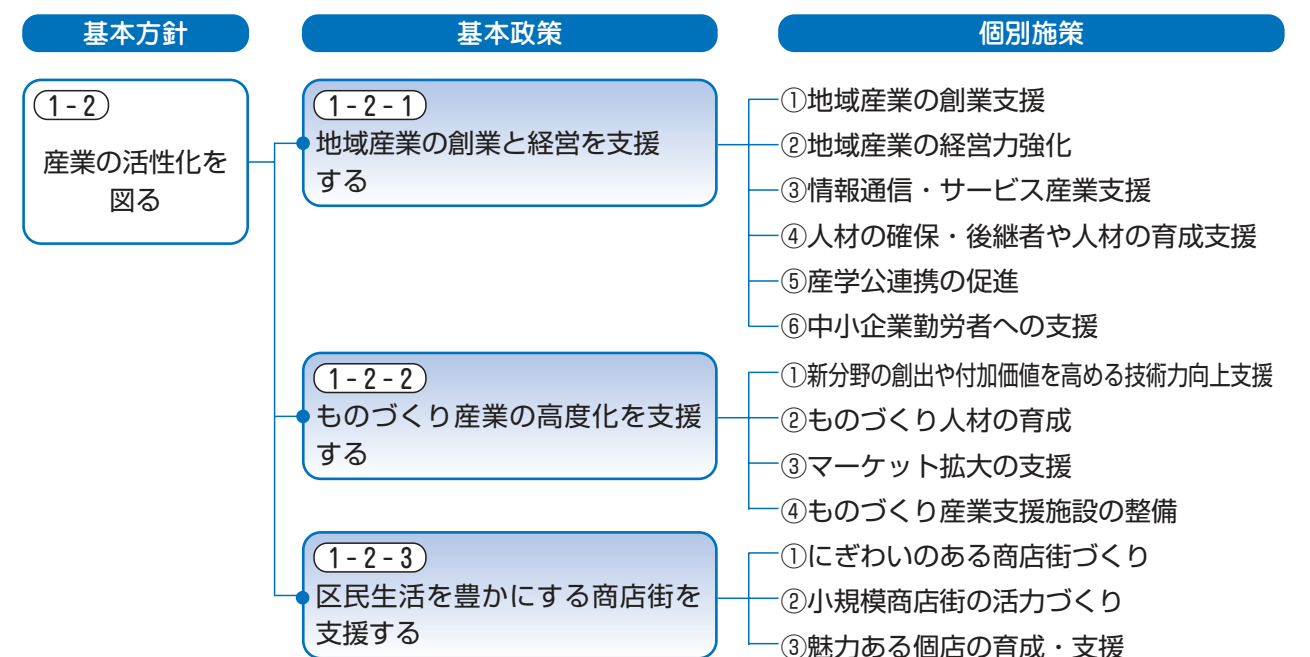 基本方針
基本政策
個別施策
1-2
産業の活性化を
図る
1-2-1
地域産業の創業と経営を支援
する
①地域産業の創業支援
②地域産業の経営力強化
③情報通信・サービス産業支援
④人材の確保・後継者や人材の育成支援
⑤産学公連携の促進
⑥中小企業勤労者への支援
1-2-2
ものづくり産業の高度化を支援
する
①新分野の創出や付加価値を高める技術力向上支援
②ものづくり人材の育成
③マーケット拡大の支援
④ものづくり産業支援施設の整備
1-2-3
区民生活を豊かにする商店街を
支援する
①にぎわいのある商店街づくり
②小規模商店街の活力づくり
③魅力ある個店の育成・支援